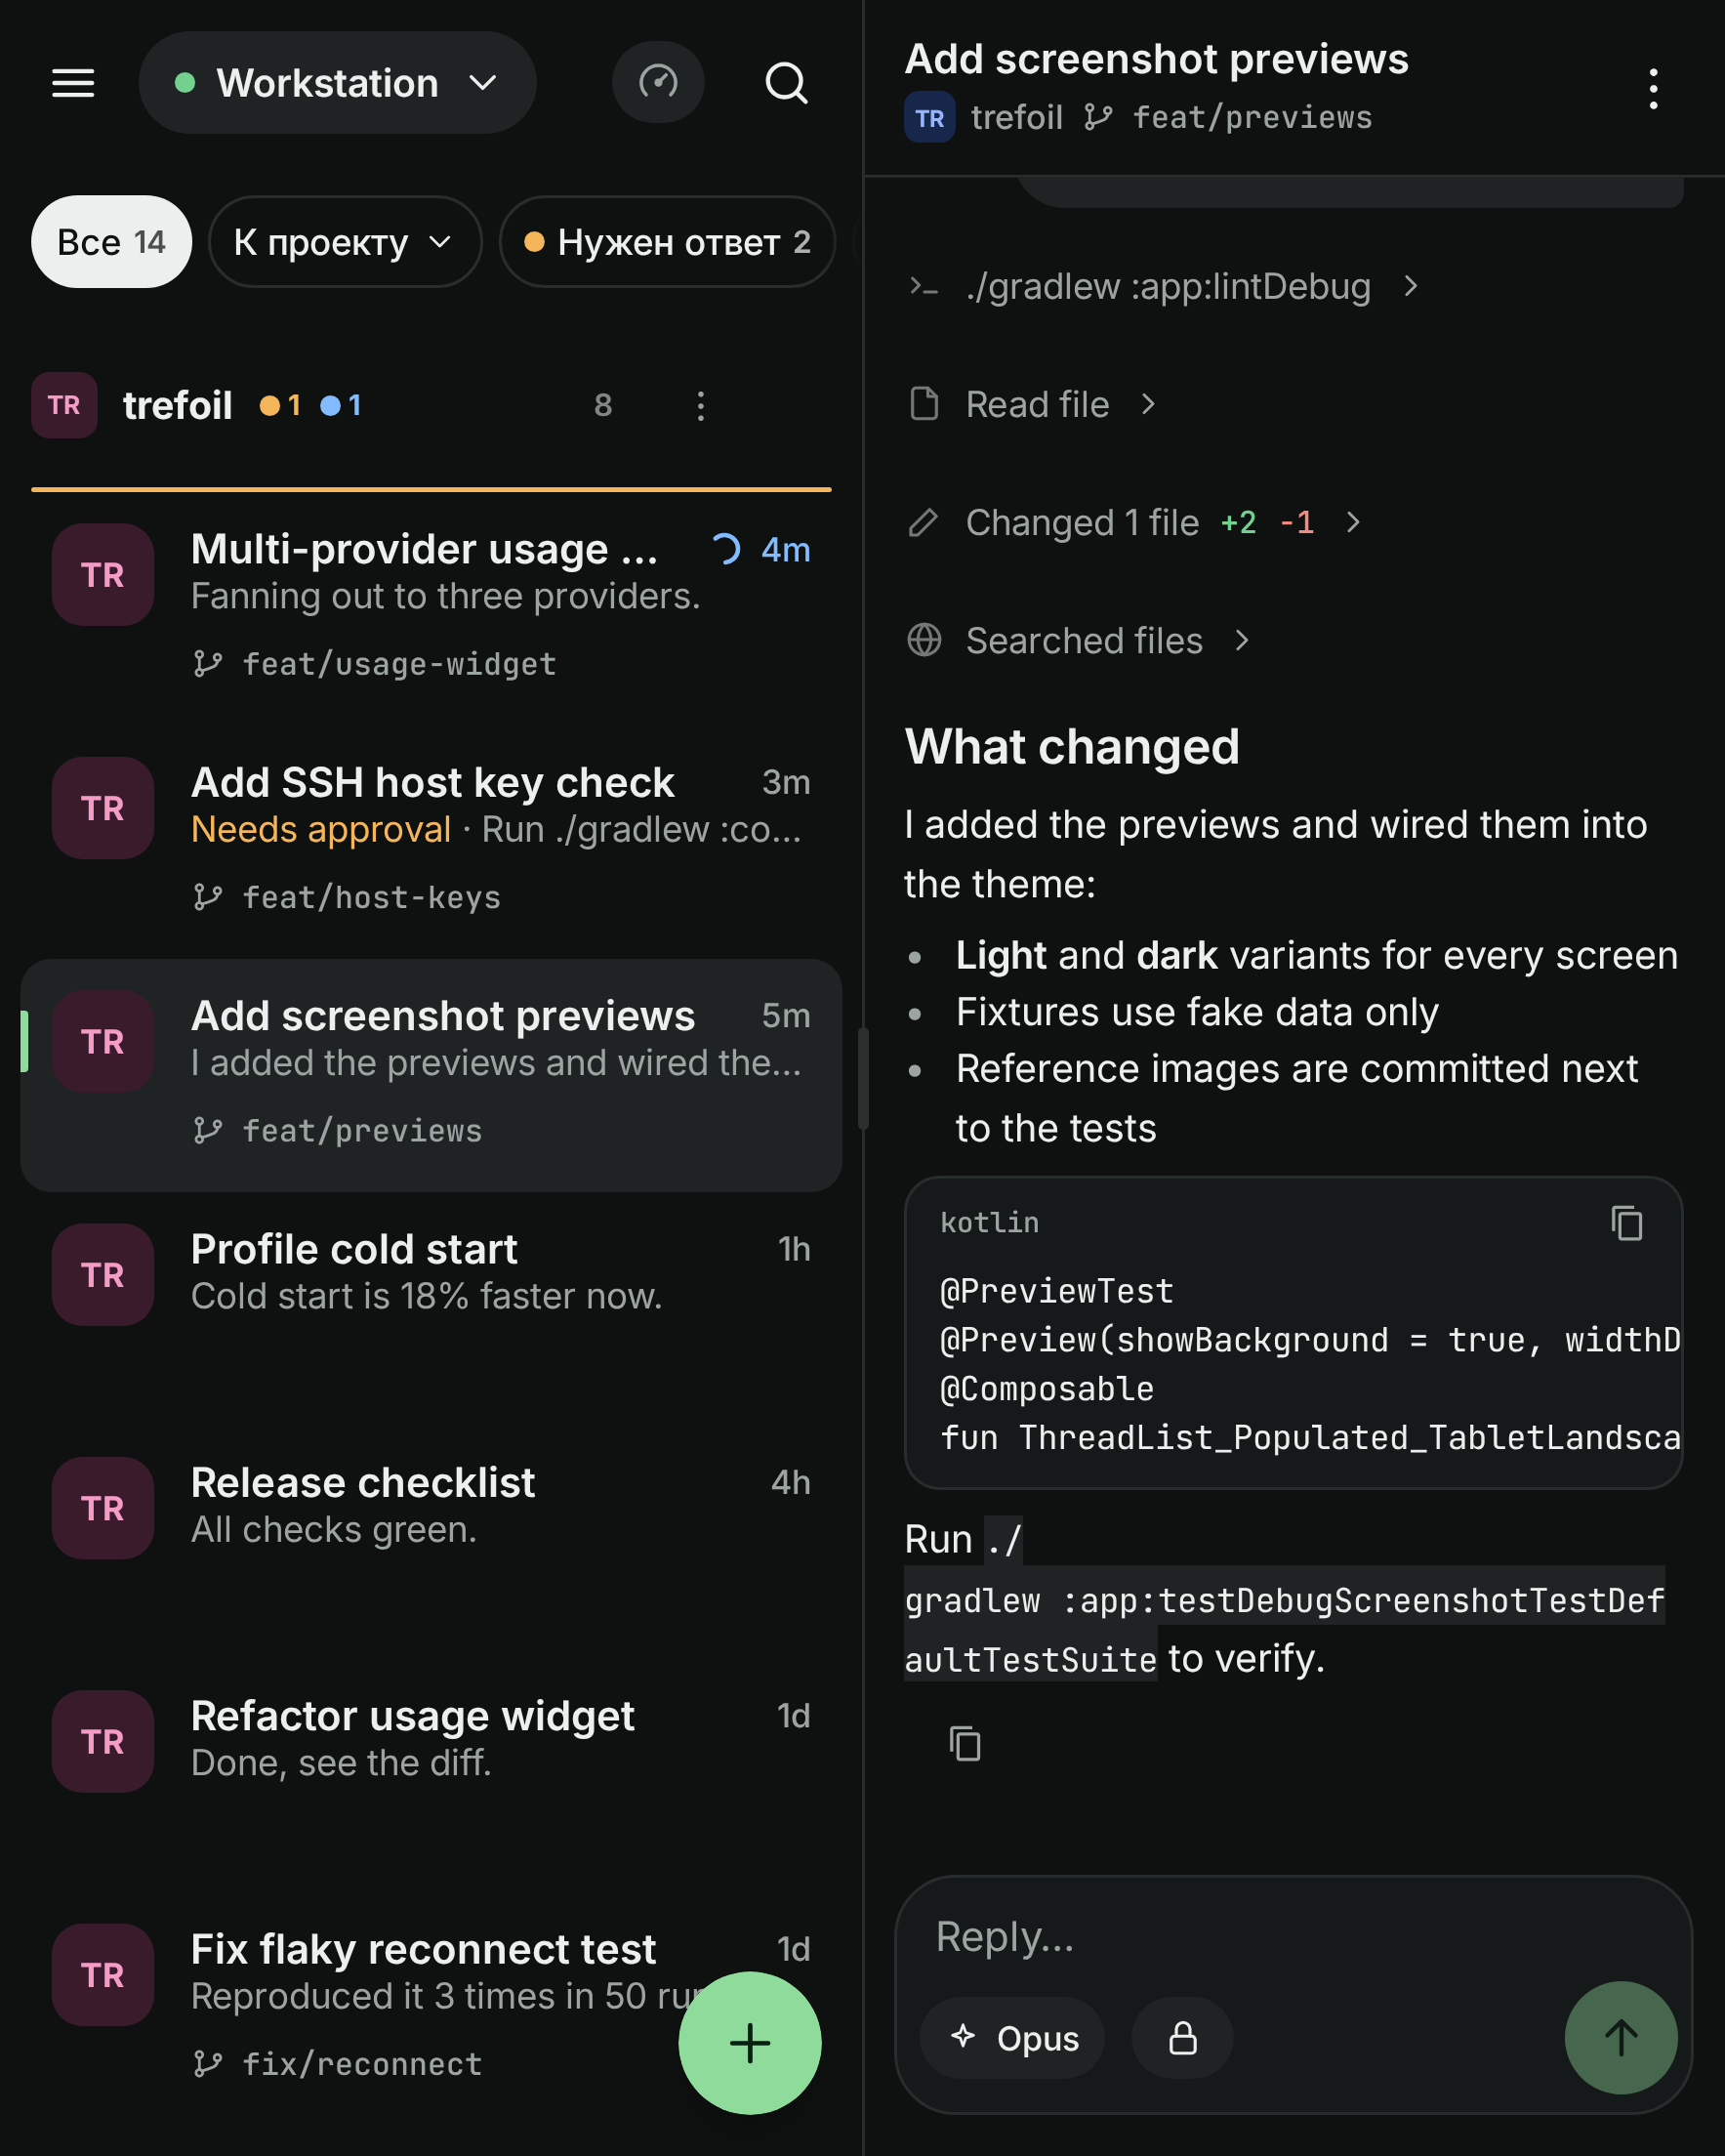 Workstation
Все 14
К проекту
Нужен ответ 2
TR trefoil 1 1 8
TR
Multi-provider usage ... 4m
Fanning out to three providers.
feat/usage-widget
TR
Add SSH host key check 3m
Needs approval · Run ./gradlew :co...
feat/host-keys
TR
Add screenshot previews 5m
I added the previews and wired the...
feat/previews
TR
Profile cold start 1h
Cold start is 18% faster now.
TR
Release checklist 4h
All checks green.
TR
Refactor usage widget 1d
Done, see the diff.
TR
Fix flaky reconnect test 1d
Reproduced it 3 times in 50
fix/reconnect
Add screenshot previews
TR trefoil feat/previews
./gradlew :app:lintDebug
Read file
Changed 1 file +2 -1
Searched files
What changed
I added the previews and wired them into
the theme:
• Light and dark variants for every screen
• Fixtures use fake data only
• Reference images are committed next
to the tests
kotlin
@PreviewTest
@Preview(showBackground = true, widthD
@Composable
fun ThreadList_Populated_TabletLandsca
Run ./
gradlew :app:testDebugScreenshotTestDef
aultTestSuite to verify.
Reply...
Opus